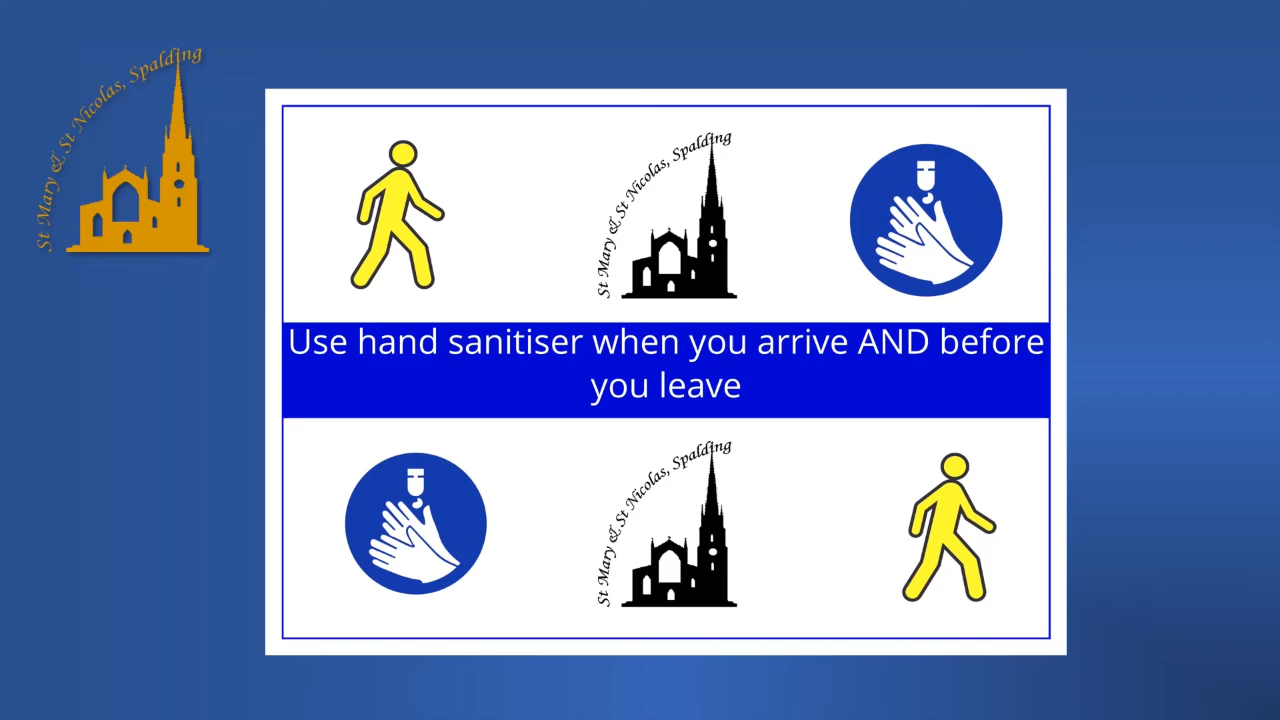 St Mary & St Nicolas, Spalding
St Mary & St Nicolas, Spalding
Use hand sanitiser when you arrive AND before
you leave
St Mary & St Nicolas, Spalding